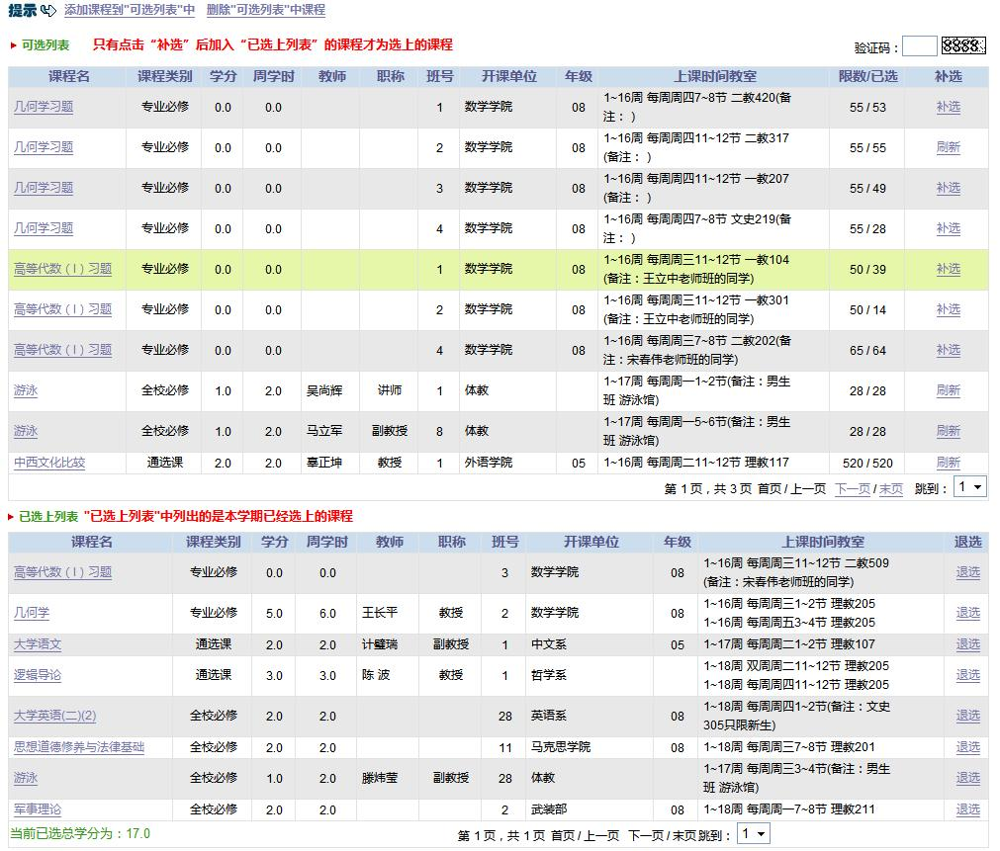 提示 添加课程到"可选列表"中 删除"可选列表"中课程
可选列表 只有点击“补选”后加入“已选上列表”的课程才为选上的课程 验证码： 8888
课程名 课程类别 学分 周学时 教师 职称 班号 开课单位 年级 上课时间教室 限数/已选 补选
几何学习题 专业必修 0.0 0.0 1 数学学院 08 1~16周 每周周四7~8节 二教420(备 55 / 53 补选
注： )
几何学习题 专业必修 0.0 0.0 2 数学学院 08 1~16周 每周周四11~12节 二教317 55 / 55 刷新
(备注： )
几何学习题 专业必修 0.0 0.0 3 数学学院 08 1~16周 每周周四11~12节 一教207 55 / 49 补选
(备注： )
几何学习题 专业必修 0.0 0.0 4 数学学院 08 1~16周 每周周四7~8节 文史219(备 55 / 28 补选
注： )
高等代数 ( I ) 习题 专业必修 0.0 0.0 1 数学学院 08 1~16周 每周周三11~12节 一教104 50 / 39 补选
(备注：王立中老师班的同学)
高等代数 ( I ) 习题 专业必修 0.0 0.0 2 数学学院 08 1~16周 每周周三11~12节 一教301 50 / 14 补选
(备注：王立中老师班的同学)
高等代数 ( I ) 习题 专业必修 0.0 0.0 4 数学学院 08 1~16周 每周周三7~8节 二教202(备 65 / 64 补选
注：宋春伟老师班的同学)
游泳 全校必修 1.0 2.0 吴尚辉 讲师 1 体教 1~17周 每周周一1~2节(备注：男生 28 / 28 刷新
班 游泳馆)
游泳 全校必修 1.0 2.0 马立军 副教授 8 体教 1~17周 每周周一5~6节(备注：男生 28 / 28 刷新
班 游泳馆)
中西文化比较 通选课 2.0 2.0 辜正坤 教授 1 外语学院 05 1~16周 每周周二11~12节 理教117 520 / 520 刷新
第 1 页，共 3 页 首页 / 上一页 下一页 / 末页 跳到： 1
已选上列表 "已选上列表"中列出的是本学期已经选上的课程
课程名 课程类别 学分 周学时 教师 职称 班号 开课单位 年级 上课时间教室 退选
高等代数 ( I ) 习题 专业必修 0.0 0.0 3 数学学院 08 1~16周 每周周三11~12节 二教509 退选
(备注：宋春伟老师班的同学)
几何学 专业必修 5.0 6.0 王长平 教授 2 数学学院 08 1~16周 每周周三1~2节 理教205 退选
1~16周 每周周五3~4节 理教205
大学语文 通选课 2.0 2.0 计璧瑞 副教授 1 中文系 05 1~17周 每周周二1~2节 理教107 退选
逻辑导论 通选课 3.0 3.0 陈 波 教授 1 哲学系 1~18周 双周周二11~12节 理教205 退选
1~18周 每周周四11~12节 理教205
大学英语(二)(2) 全校必修 2.0 2.0 28 英语系 08 1~18周 每周周四1~2节(备注：文史 退选
305只限新生)
思想道德修养与法律基础 全校必修 2.0 2.0 11 马克思学院 08 1~18周 每周周三7~8节 理教201 退选
游泳 全校必修 1.0 2.0 滕炜莹 副教授 28 体教 1~17周 每周周三3~4节(备注：男生 退选
班 游泳馆)
军事理论 全校必修 2.0 2.0 2 武装部 08 1~18周 每周周一7~8节 理教211 退选
当前已选总学分为：17.0 第 1 页，共 1 页 首页 / 上一页 下一页 / 末页 跳到： 1